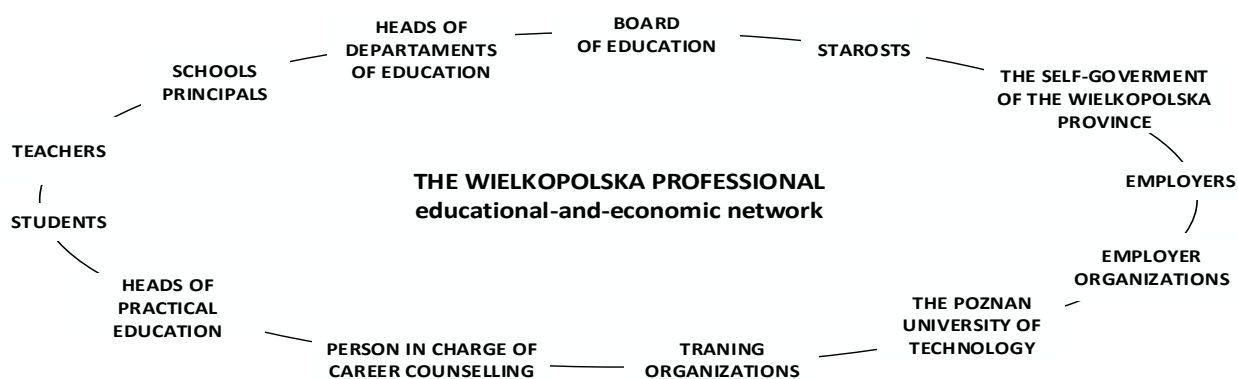 BOARD
OF EDUCATION
HEADS OF
DEPARTAMENTS
OF EDUCATION
STAROSTS
SCHOOLS
PRINCIPALS
THE SELF-GOVERMENT
OF THE WIELKOPOLSKA
PROVINCE
TEACHERS
THE WIELKOPOLSKA PROFESSIONAL
educational-and-economic network
EMPLOYERS
STUDENTS
EMPLOYER
ORGANIZATIONS
HEADS OF
PRACTICAL
EDUCATION
THE POZNAN
UNIVERSITY OF
TECHNOLOGY
PERSON IN CHARGE OF
CAREER COUNSELLING
TRANING
ORGANIZATIONS